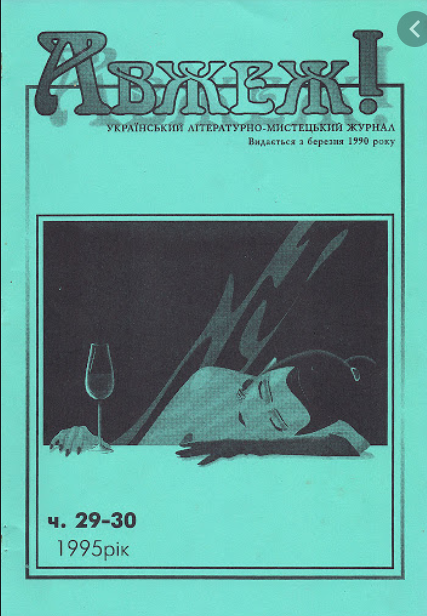 Авжеж!
УКРАЇНСЬКИЙ ЛІТЕРАТУРНО-МИСТЕЦЬКИЙ ЖУРНАЛ
Видається з березня 1990 року
ч. 29-30
1995рік